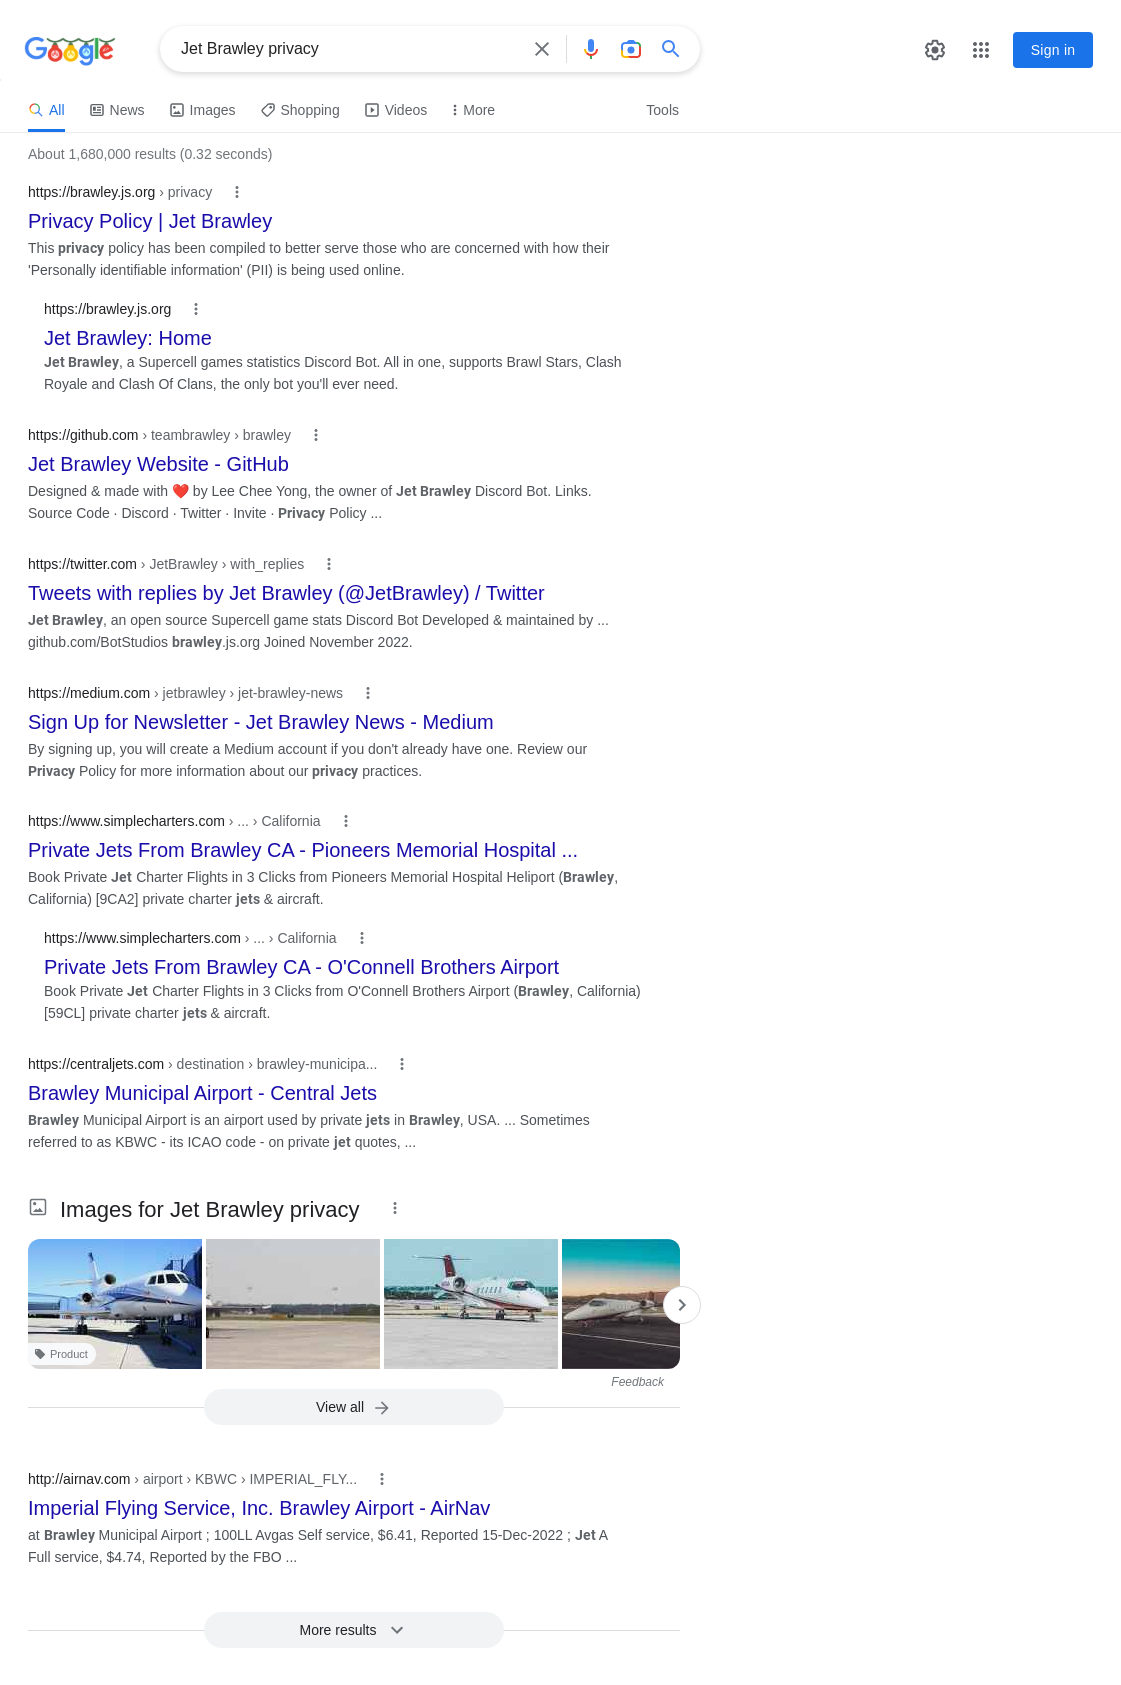 Google
Jet Brawley privacy
Sign in
All
News
Images
Shopping
Videos
More
Tools
About 1,680,000 results (0.32 seconds)
https://brawley.js.org › privacy
Privacy Policy | Jet Brawley
This privacy policy has been compiled to better serve those who are concerned with how their
'Personally identifiable information' (PII) is being used online.
https://brawley.js.org
Jet Brawley: Home
Jet Brawley, a Supercell games statistics Discord Bot. All in one, supports Brawl Stars, Clash
Royale and Clash Of Clans, the only bot you'll ever need.
https://github.com › teambrawley › brawley
Jet Brawley Website - GitHub
Designed & made with ❤️ by Lee Chee Yong, the owner of Jet Brawley Discord Bot. Links.
Source Code · Discord · Twitter · Invite · Privacy Policy ...
https://twitter.com › JetBrawley › with_replies
Tweets with replies by Jet Brawley (@JetBrawley) / Twitter
Jet Brawley, an open source Supercell game stats Discord Bot Developed & maintained by ...
github.com/BotStudios brawley.js.org Joined November 2022.
https://medium.com › jetbrawley › jet-brawley-news
Sign Up for Newsletter - Jet Brawley News - Medium
By signing up, you will create a Medium account if you don't already have one. Review our
Privacy Policy for more information about our privacy practices.
https://www.simplecharters.com › ... › California
Private Jets From Brawley CA - Pioneers Memorial Hospital ...
Book Private Jet Charter Flights in 3 Clicks from Pioneers Memorial Hospital Heliport (Brawley,
California) [9CA2] private charter jets & aircraft.
https://www.simplecharters.com › ... › California
Private Jets From Brawley CA - O'Connell Brothers Airport
Book Private Jet Charter Flights in 3 Clicks from O'Connell Brothers Airport (Brawley, California)
[59CL] private charter jets & aircraft.
https://centraljets.com › destination › brawley-municipa...
Brawley Municipal Airport - Central Jets
Brawley Municipal Airport is an airport used by private jets in Brawley, USA. ... Sometimes
referred to as KBWC - its ICAO code - on private jet quotes, ...
Images for Jet Brawley privacy
Product
Feedback
View all
http://airnav.com › airport › KBWC › IMPERIAL_FLY...
Imperial Flying Service, Inc. Brawley Airport - AirNav
at Brawley Municipal Airport ; 100LL Avgas Self service, $6.41, Reported 15-Dec-2022 ; Jet A
Full service, $4.74, Reported by the FBO ...
More results